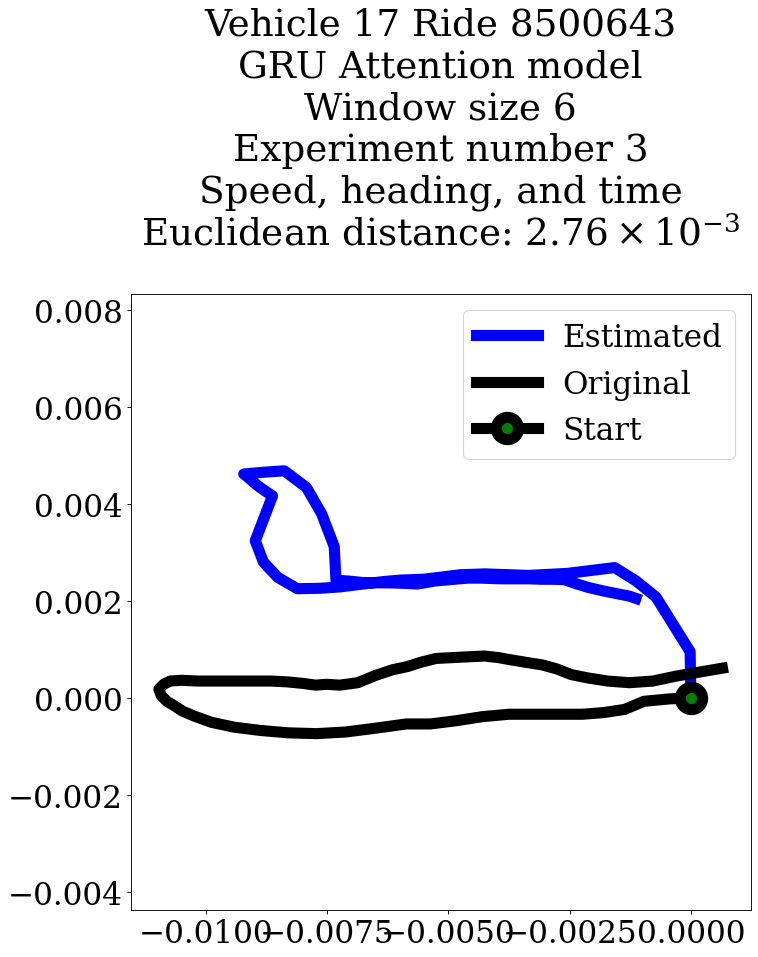 Vehicle 17 Ride 8500643
GRU Attention model
Window size 6
Experiment number 3
Speed, heading, and time
Euclidean distance: 2.76 × 10⁻³
Estimated
Original
Start
0.008
0.006
0.004
0.002
0.000
−0.002
−0.004
−0.0100 −0.0075 −0.0050 −0.0025 0.0000